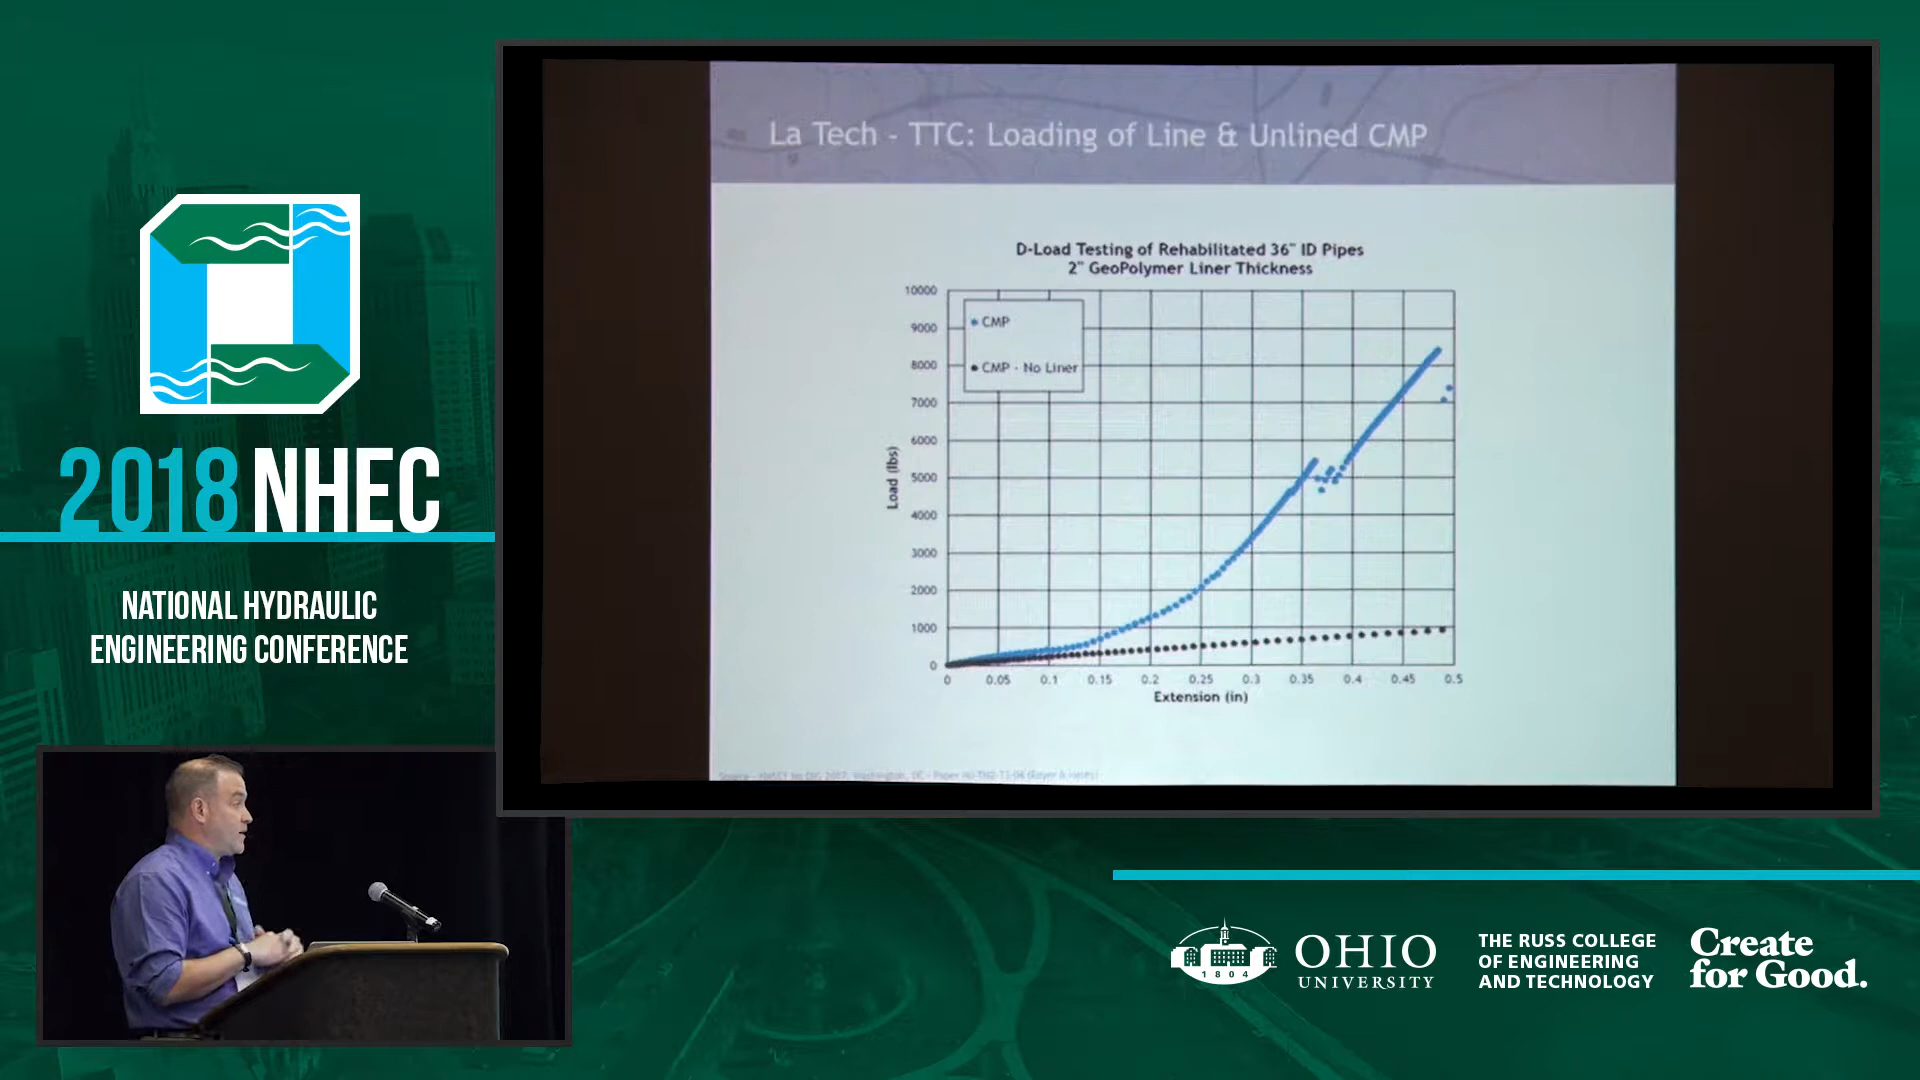 2018 NHEC
NATIONAL HYDRAULIC
ENGINEERING CONFERENCE
La Tech - TTC: Loading of Line & Unlined CMP
D-Load Testing of Rehabilitated 36" ID Pipes
2" GeoPolymer Liner Thickness
CMP
CMP - No Liner
10000
9000
8000
7000
6000
5000
4000
3000
2000
1000
0
Load (lbs)
0 0.05 0.1 0.15 0.2 0.25 0.3 0.35 0.4 0.45 0.5
Extension (in)
1804
OHIO
UNIVERSITY
THE RUSS COLLEGE
OF ENGINEERING
AND TECHNOLOGY
Create
for Good.